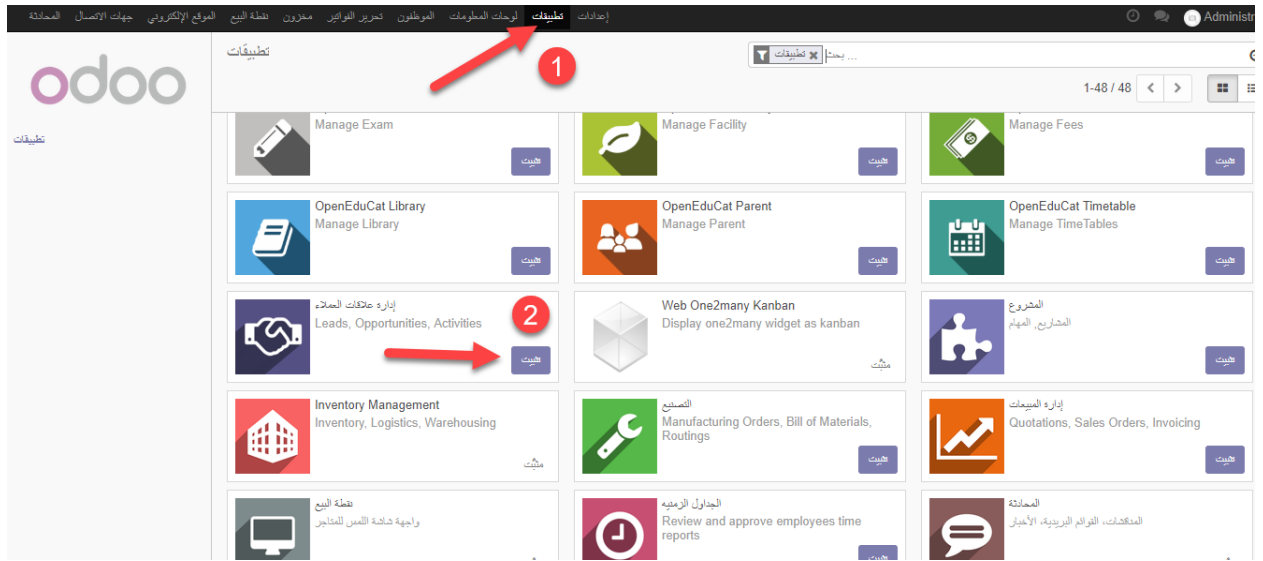 المحادثة جهات الاتصال الموقع الإلكتروني نقطة البيع مخزون تحرير الفواتير الموظفون لوحات المعلومات تطبيقات إعدادات
Administr
odoo
تطبيقات
تطبيقات
تطبيقات
بحث ...
1-48 / 48
1
Manage Exam
تثبيت
Manage Facility
تثبيت
Manage Fees
تثبيت
OpenEduCat Library
Manage Library
تثبيت
OpenEduCat Parent
Manage Parent
تثبيت
OpenEduCat Timetable
Manage TimeTables
تثبيت
إدارة علاقات العملاء
Leads, Opportunities, Activities
2
تثبيت
Web One2many Kanban
Display one2many widget as kanban
مثبّت
المشروع
المشاريع, المهام
تثبيت
Inventory Management
Inventory, Logistics, Warehousing
مثبّت
التصنيع
Manufacturing Orders, Bill of Materials,
Routings
تثبيت
إدارة المبيعات
Quotations, Sales Orders, Invoicing
تثبيت
نقطة البيع
واجهة شاشة اللمس للمتاجر
الجداول الزمنيه
Review and approve employees time
reports
تثبيت
المحادثة
المناقشات، القوائم البريدية، الأخبار